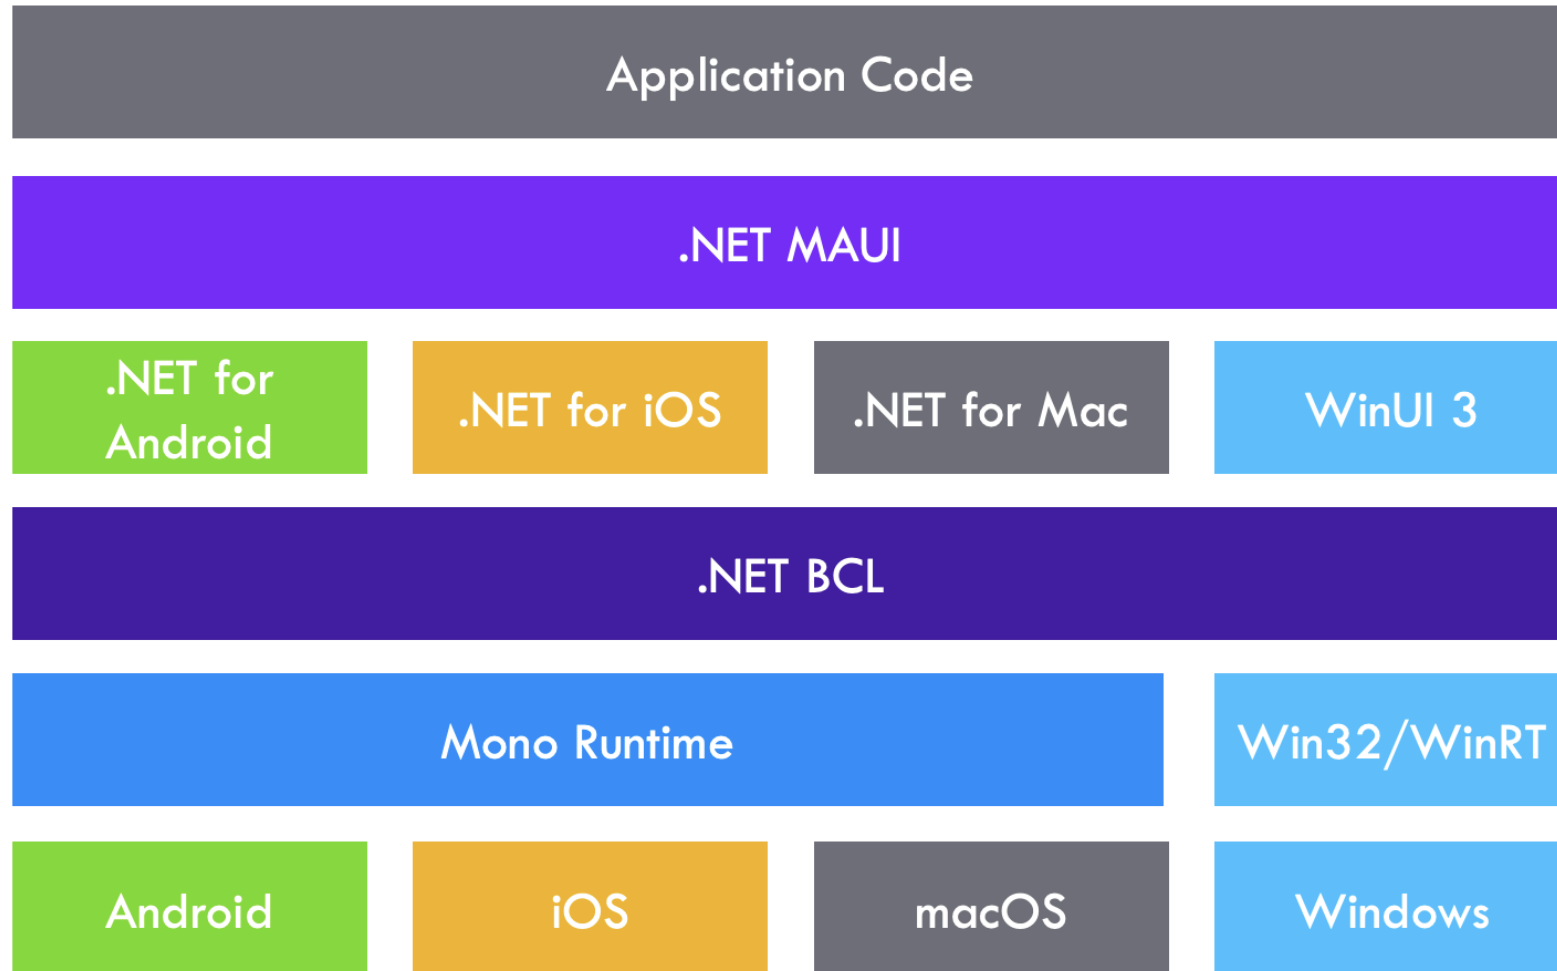 Application Code
.NET MAUI
.NET for
Android
.NET for iOS
.NET for Mac
WinUI 3
.NET BCL
Mono Runtime
Win32/WinRT
Android
iOS
macOS
Windows